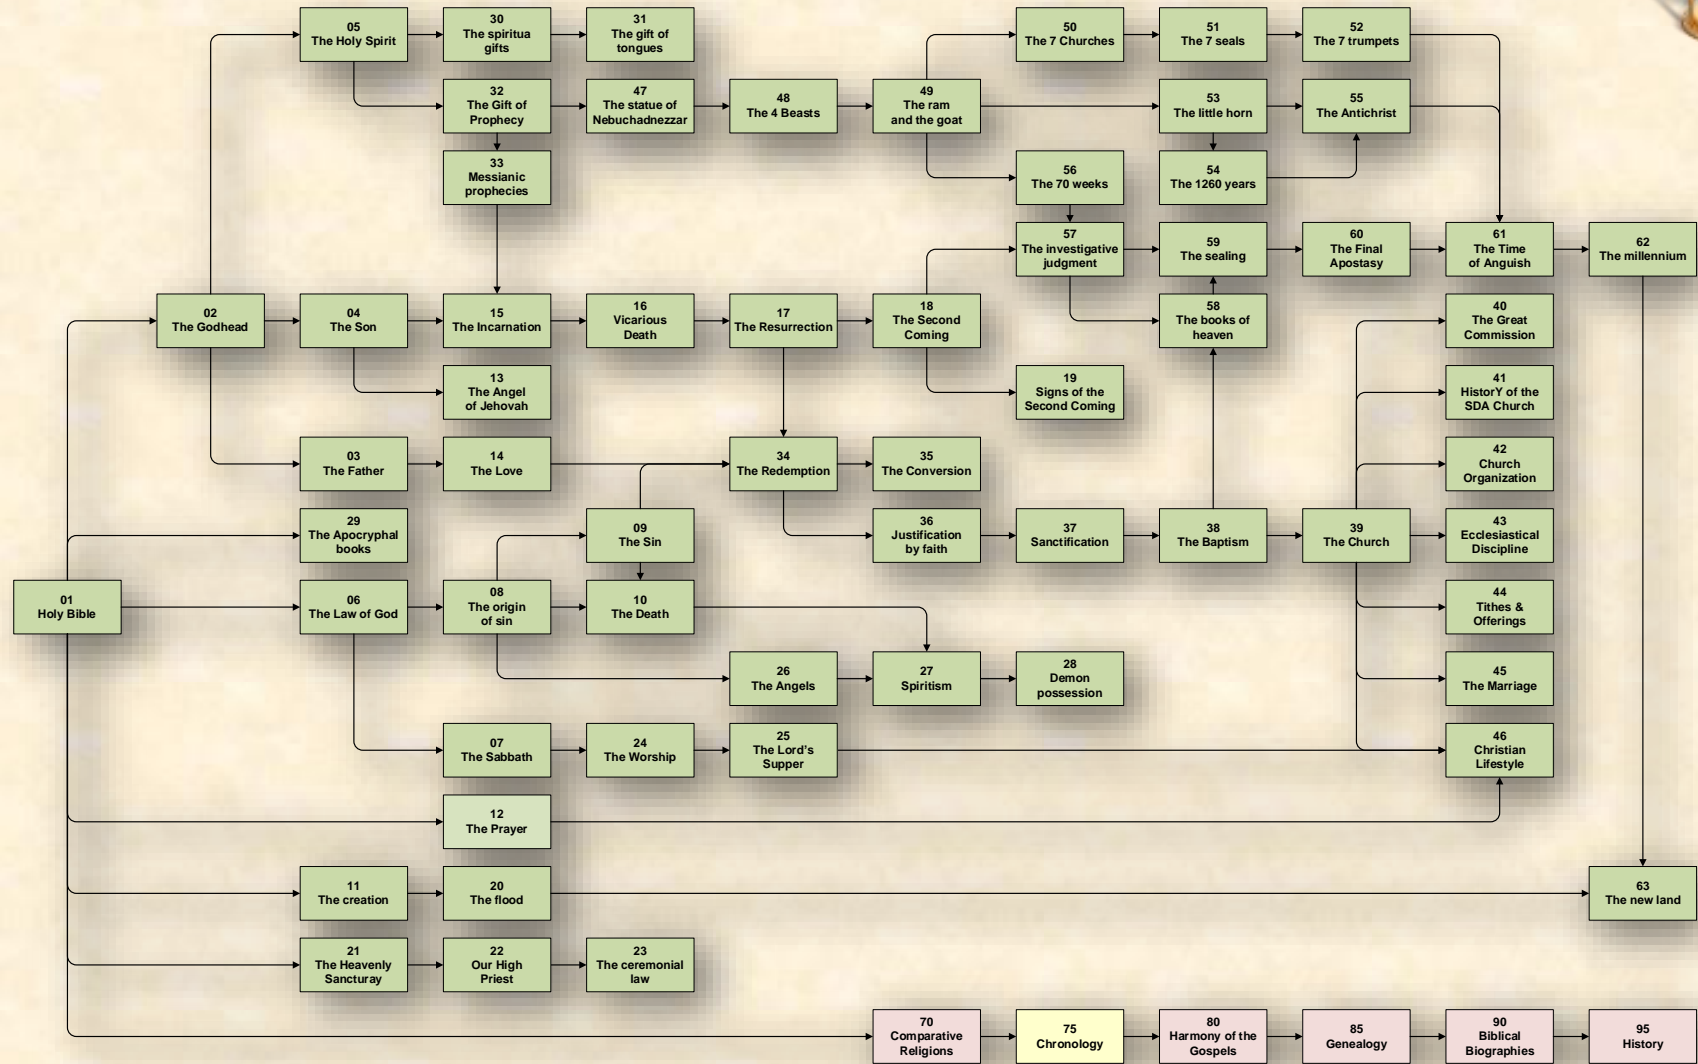 05
The Holy Spirit
30
The spiritua
gifts
31
The gift of
tongues
50
The 7 Churches
51
The 7 seals
52
The 7 trumpets
32
The Gift of
Prophecy
47
The statue of
Nebuchadnezzar
48
The 4 Beasts
49
The ram
and the goat
53
The little horn
55
The Antichrist
33
Messianic
prophecies
56
The 70 weeks
54
The 1260 years
57
The investigative
judgment
59
The sealing
60
The Final
Apostasy
61
The Time
of Anguish
62
The millennium
02
The Godhead
04
The Son
15
The Incarnation
16
Vicarious
Death
17
The Resurrection
18
The Second
Coming
58
The books of
heaven
40
The Great
Commission
13
The Angel
of Jehovah
19
Signs of the
Second Coming
41
HistorY of the
SDA Church
03
The Father
14
The Love
34
The Redemption
35
The Conversion
42
Church
Organization
29
The Apocryphal
books
09
The Sin
36
Justification
by faith
37
Sanctification
38
The Baptism
39
The Church
43
Ecclesiastical
Discipline
01
Holy Bible
06
The Law of God
08
The origin
of sin
10
The Death
44
Tithes &
Offerings
26
The Angels
27
Spiritism
28
Demon
possession
45
The Marriage
07
The Sabbath
24
The Worship
25
The Lord's
Supper
46
Christian
Lifestyle
12
The Prayer
11
The creation
20
The flood
63
The new land
21
The Heavenly
Sancturay
22
Our High
Priest
23
The ceremonial
law
70
Comparative
Religions
75
Chronology
80
Harmony of the
Gospels
85
Genealogy
90
Biblical
Biographies
95
History